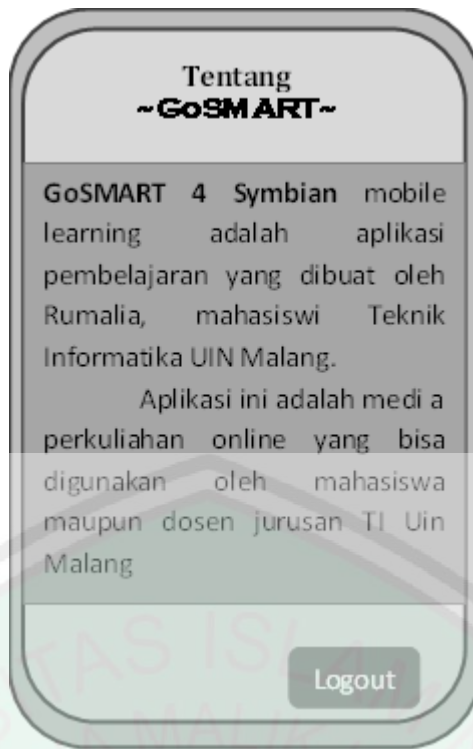 Tentang
~GoSMART~
GoSMART 4 Symbian mobile
learning adalah aplikasi
pembelajaran yang dibuat oleh
Rumalia, mahasiswi Teknik
Informatika UIN Malang.
Aplikasi ini adalah medi a
perkuliahan online yang bisa
digunakan oleh mahasiswa
maupun dosen jurusan TI Uin
Malang
Logout